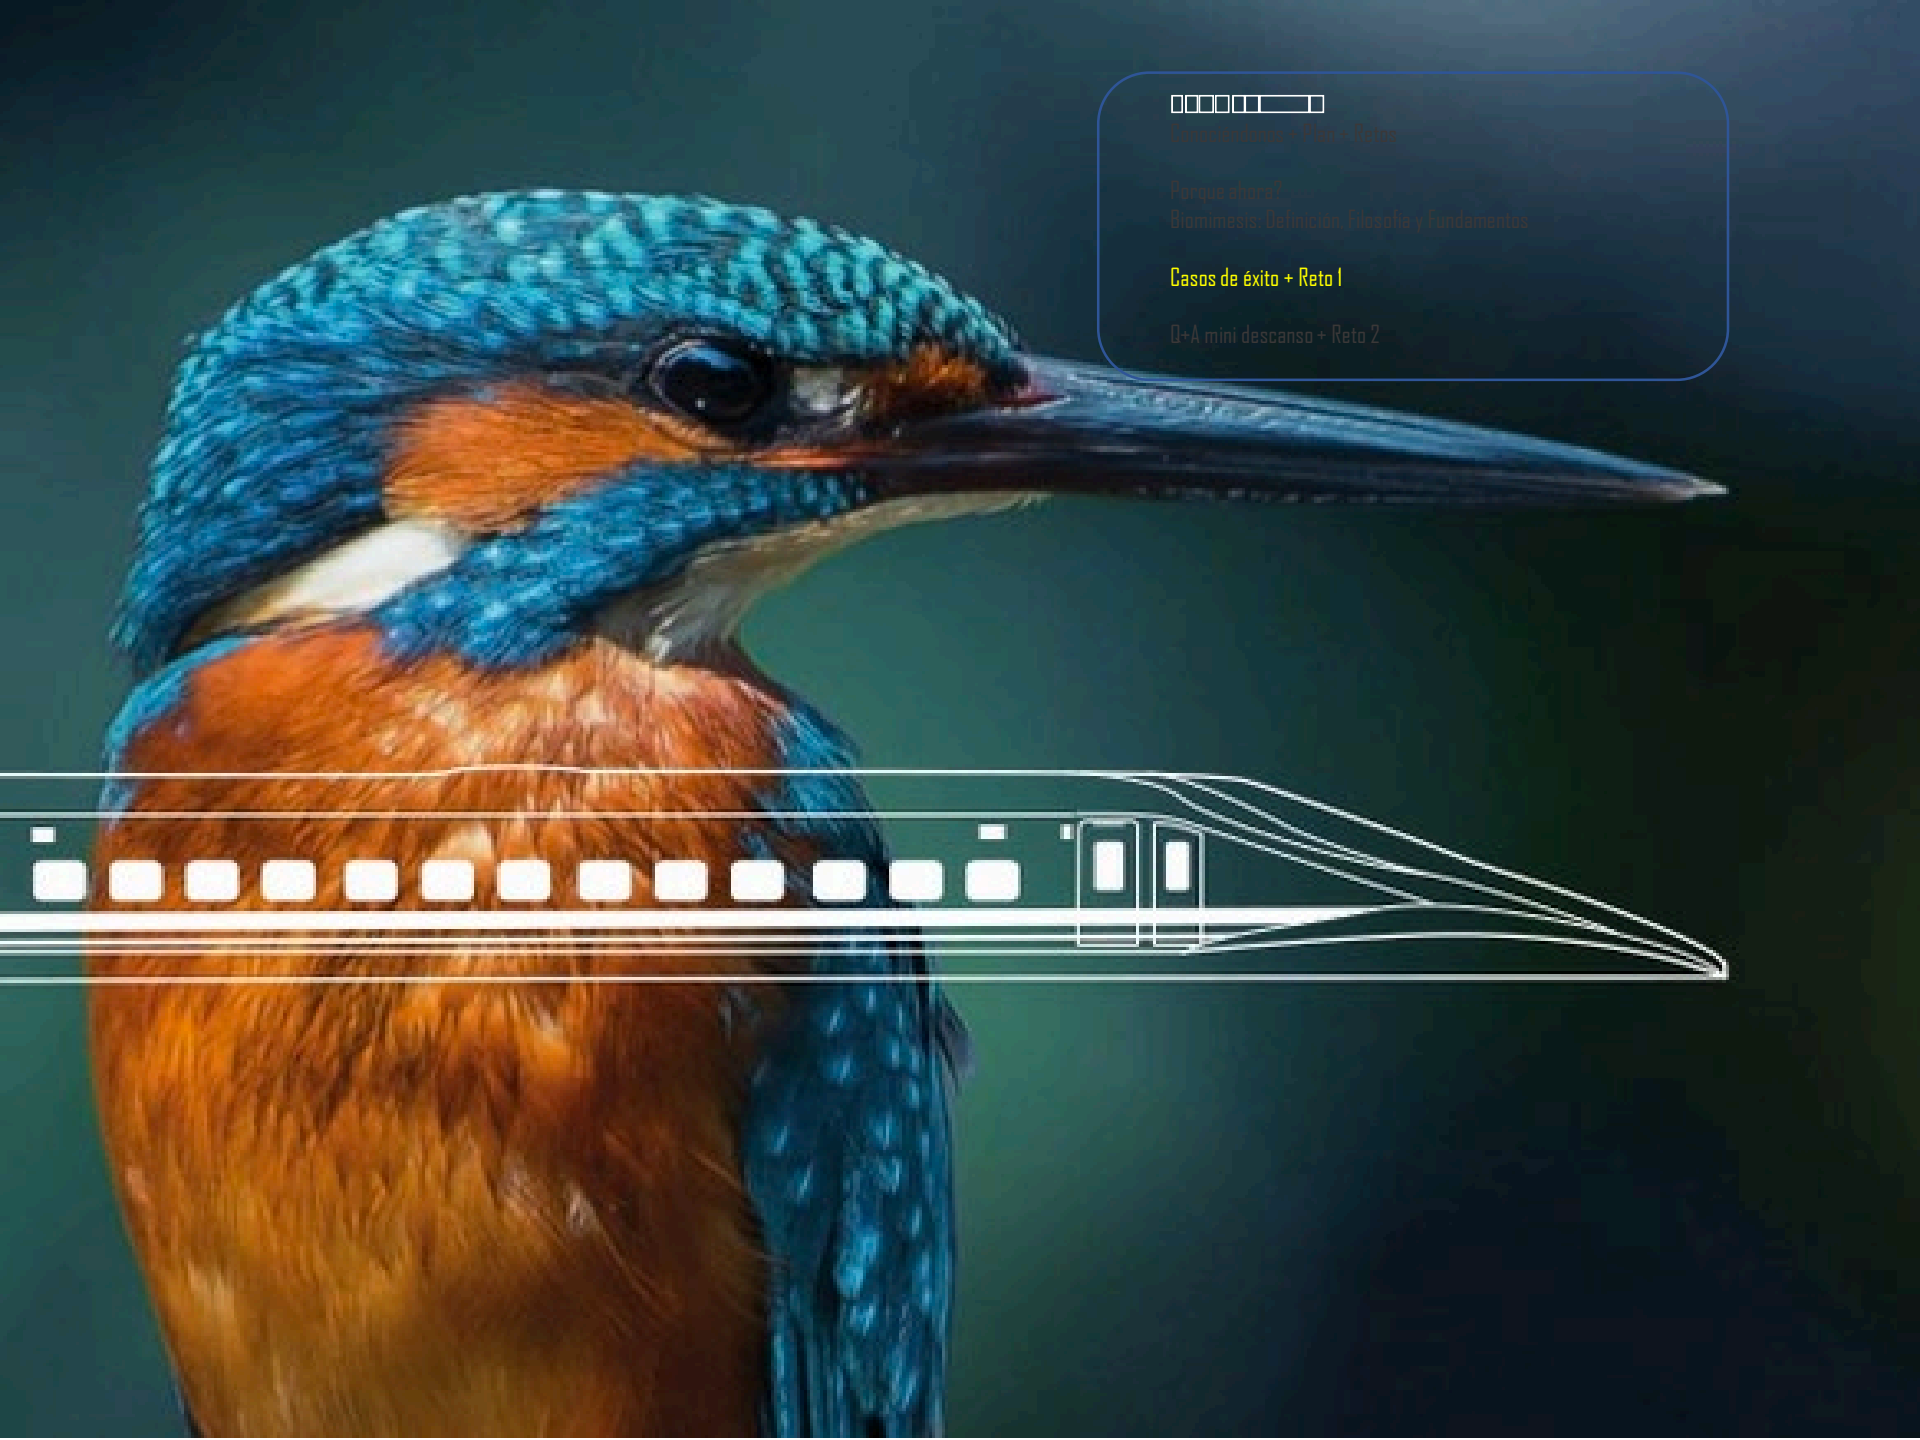 Porque ahora?
Biomimesis: Definición, Filosofía y Fundamentos
Casos de éxito + Reto 1
Q+A mini descanso + Reto 2